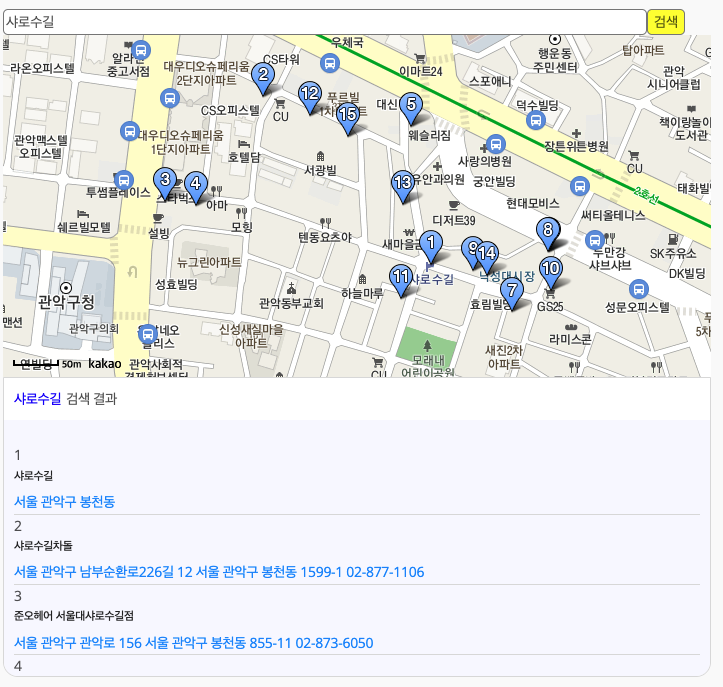 샤로수길
검색
우체국
CS타워
알라딘
중고서점
라온오피스텔
대우디오슈페리움
2단지아파트
2
12
푸르빌
15
CS오피스텔
CU
이마트24
대신
5
웨슬리짐
스포애니
행운동
주민센터
탑아파트
관악
시니어클럽
덕수빌딩
책이랑놀이
도서관
장트위튼병원
CU
태화빌
관악맥스텔
오피스텔
대우디오슈페리움
1단지아파트
호텔담
서광빌
사랑의병원
궁안빌딩
유안과의원
13
2호선
투썸플레이스
3
4
아마
쉐르빌모텔
설빙
모힘
텐동요츠야
디저트39
현대모비스
써티올테니스
8
두만강
샤브샤브
SK주유소
DK빌딩
뉴그린아파트
성효빌딩
새마을금
1
샤로수길
9
14
낙성대시장
10
GS25
7
효림빌딩
11
하늘마루
관악동부교회
성문오피스텔
관악구청
관악구의회
맨션
신성새실마을
아파트
라미스콘
새진2차
아파트
모래내
어린이공원
CU
50m
kakao
관악사회적
샤로수길 검색 결과
1
샤로수길
서울 관악구 봉천동
2
샤로수길차돌
서울 관악구 남부순환로226길 12 서울 관악구 봉천동 1599-1 02-877-1106
3
준오헤어 서울대샤로수길점
서울 관악구 관악로 156 서울 관악구 봉천동 855-11 02-873-6050
4